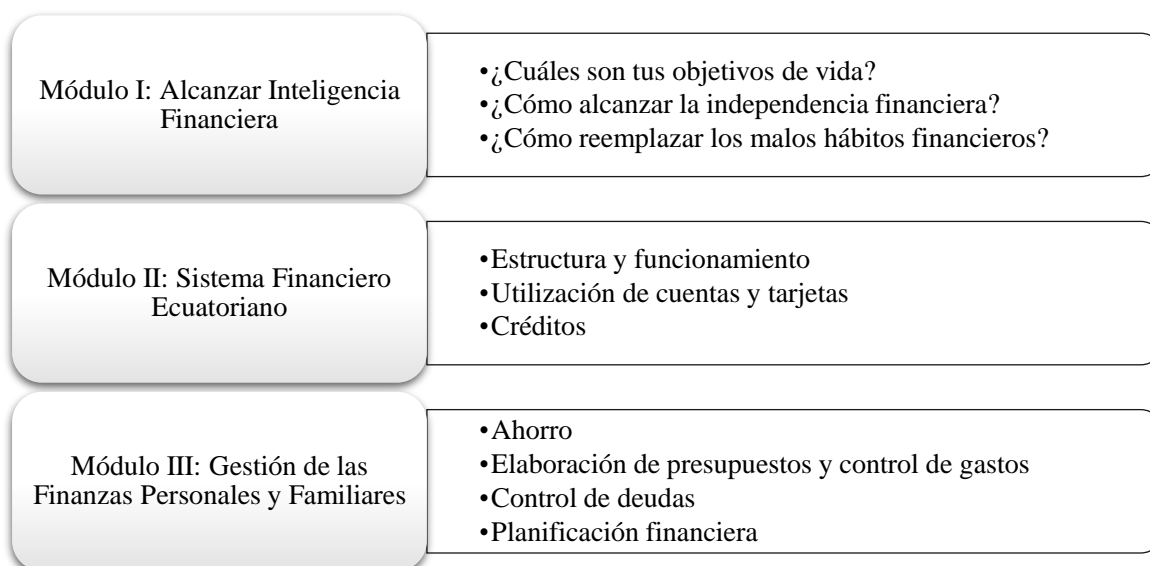 Módulo I: Alcanzar Inteligencia
Financiera
•¿Cuáles son tus objetivos de vida?
•¿Cómo alcanzar la independencia financiera?
•¿Cómo reemplazar los malos hábitos financieros?
Módulo II: Sistema Financiero
Ecuatoriano
•Estructura y funcionamiento
•Utilización de cuentas y tarjetas
•Créditos
Módulo III: Gestión de las
Finanzas Personales y Familiares
•Ahorro
•Elaboración de presupuestos y control de gastos
•Control de deudas
•Planificación financiera